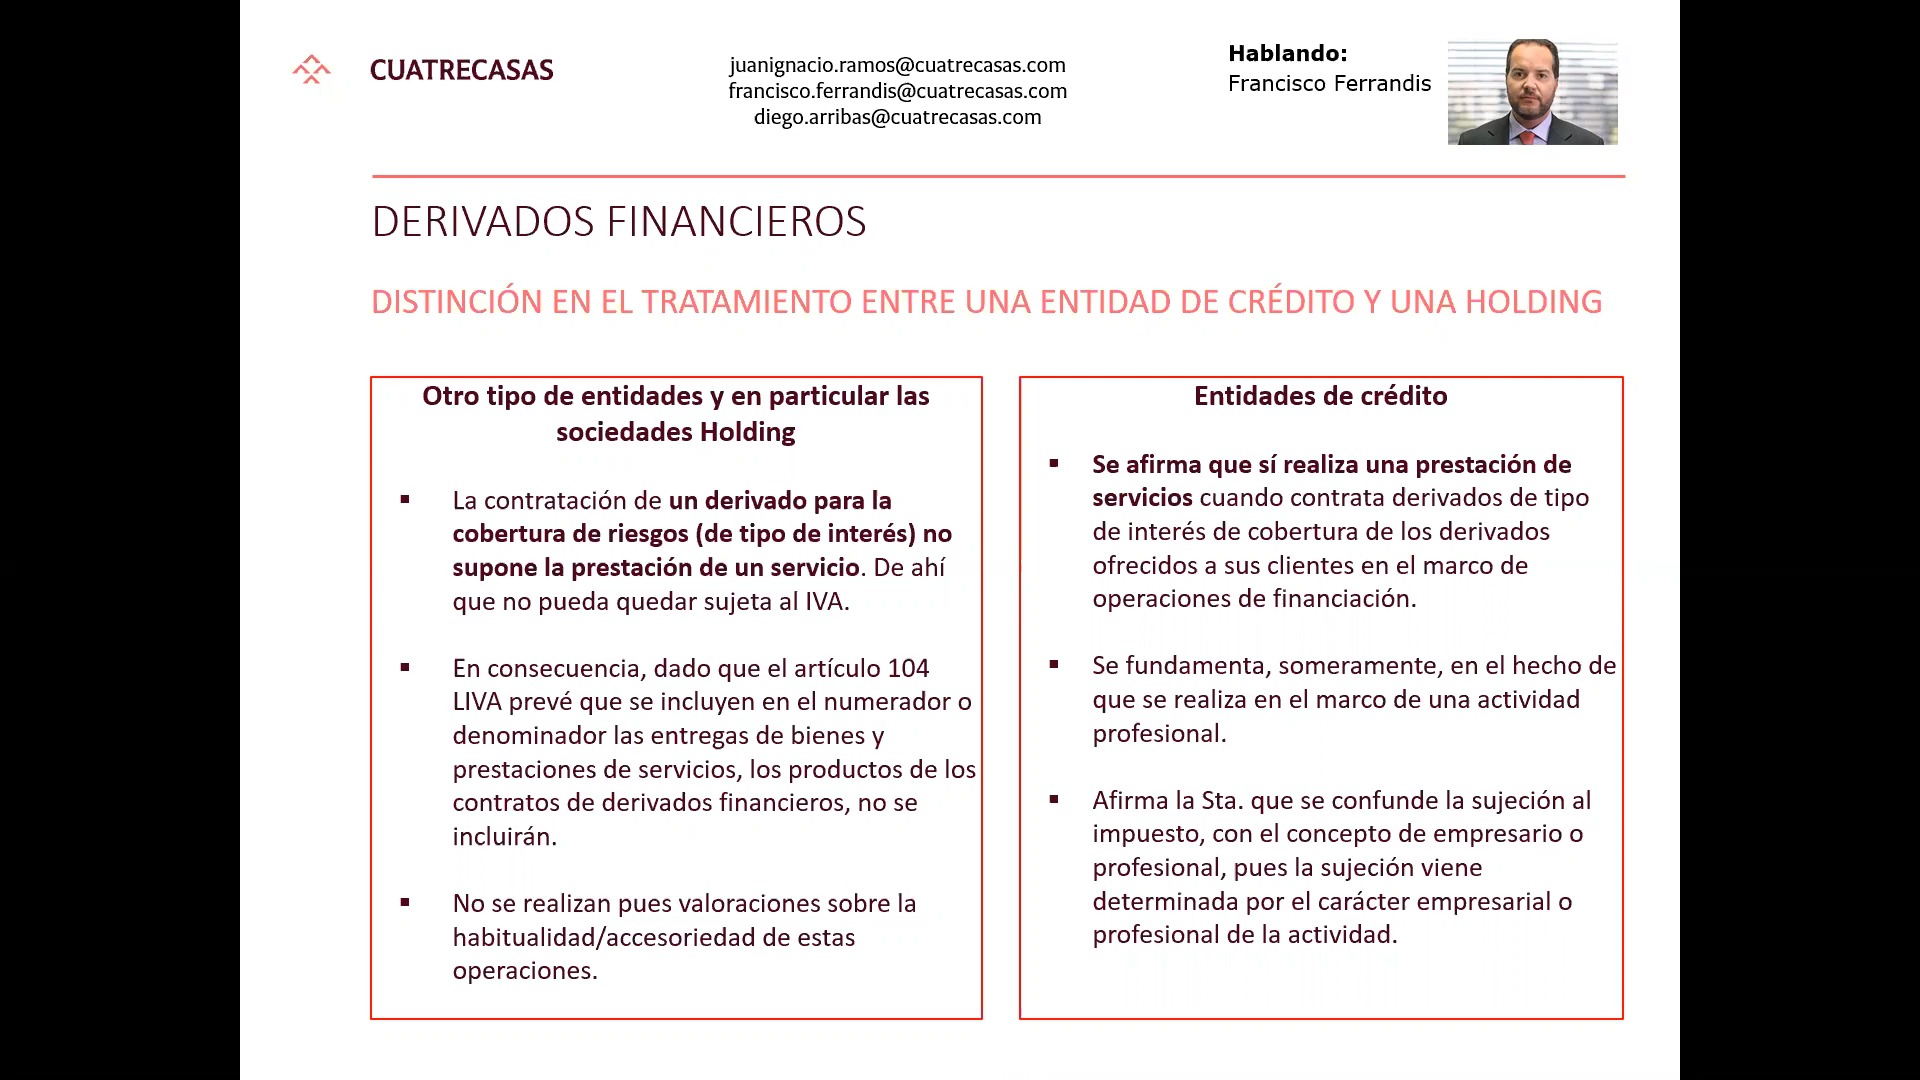 CUATRECASAS
juanignacio.ramos@cuatrecasas.com
francisco.ferrandis@cuatrecasas.com
diego.arribas@cuatrecasas.com
Hablando:
Francisco Ferrandis
DERIVADOS FINANCIEROS
DISTINCIÓN EN EL TRATAMIENTO ENTRE UNA ENTIDAD DE CRÉDITO Y UNA HOLDING
Otro tipo de entidades y en particular las
sociedades Holding
▪ La contratación de un derivado para la
cobertura de riesgos (de tipo de interés) no
supone la prestación de un servicio. De ahí
que no pueda quedar sujeta al IVA.
▪ En consecuencia, dado que el artículo 104
LIVA prevé que se incluyen en el numerador o
denominador las entregas de bienes y
prestaciones de servicios, los productos de los
contratos de derivados financieros, no se
incluirán.
▪ No se realizan pues valoraciones sobre la
habitualidad/accesoriedad de estas
operaciones.
Entidades de crédito
▪ Se afirma que sí realiza una prestación de
servicios cuando contrata derivados de tipo
de interés de cobertura de los derivados
ofrecidos a sus clientes en el marco de
operaciones de financiación.
▪ Se fundamenta, someramente, en el hecho de
que se realiza en el marco de una actividad
profesional.
▪ Afirma la Sta. que se confunde la sujeción al
impuesto, con el concepto de empresario o
profesional, pues la sujeción viene
determinada por el carácter empresarial o
profesional de la actividad.